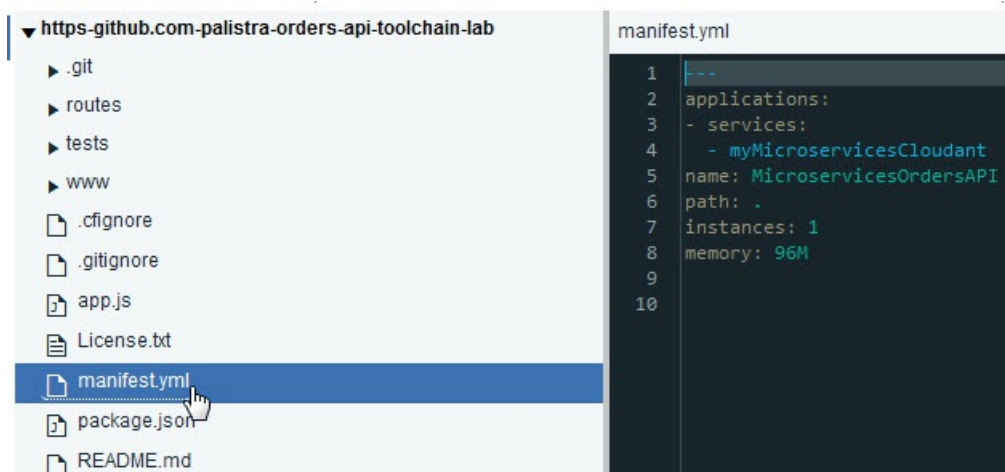 https-github.com-palistra-orders-api-toolchain-lab
.git
routes
tests
www
.cfignore
.gitignore
app.js
License.txt
manifest.yml
package.json
README.md
manifest.yml
1 ---
2 applications:
3 - services:
4   - myMicroservicesCloudant
5 name: MicroservicesOrdersAPI
6 path: .
7 instances: 1
8 memory: 96M
9
10